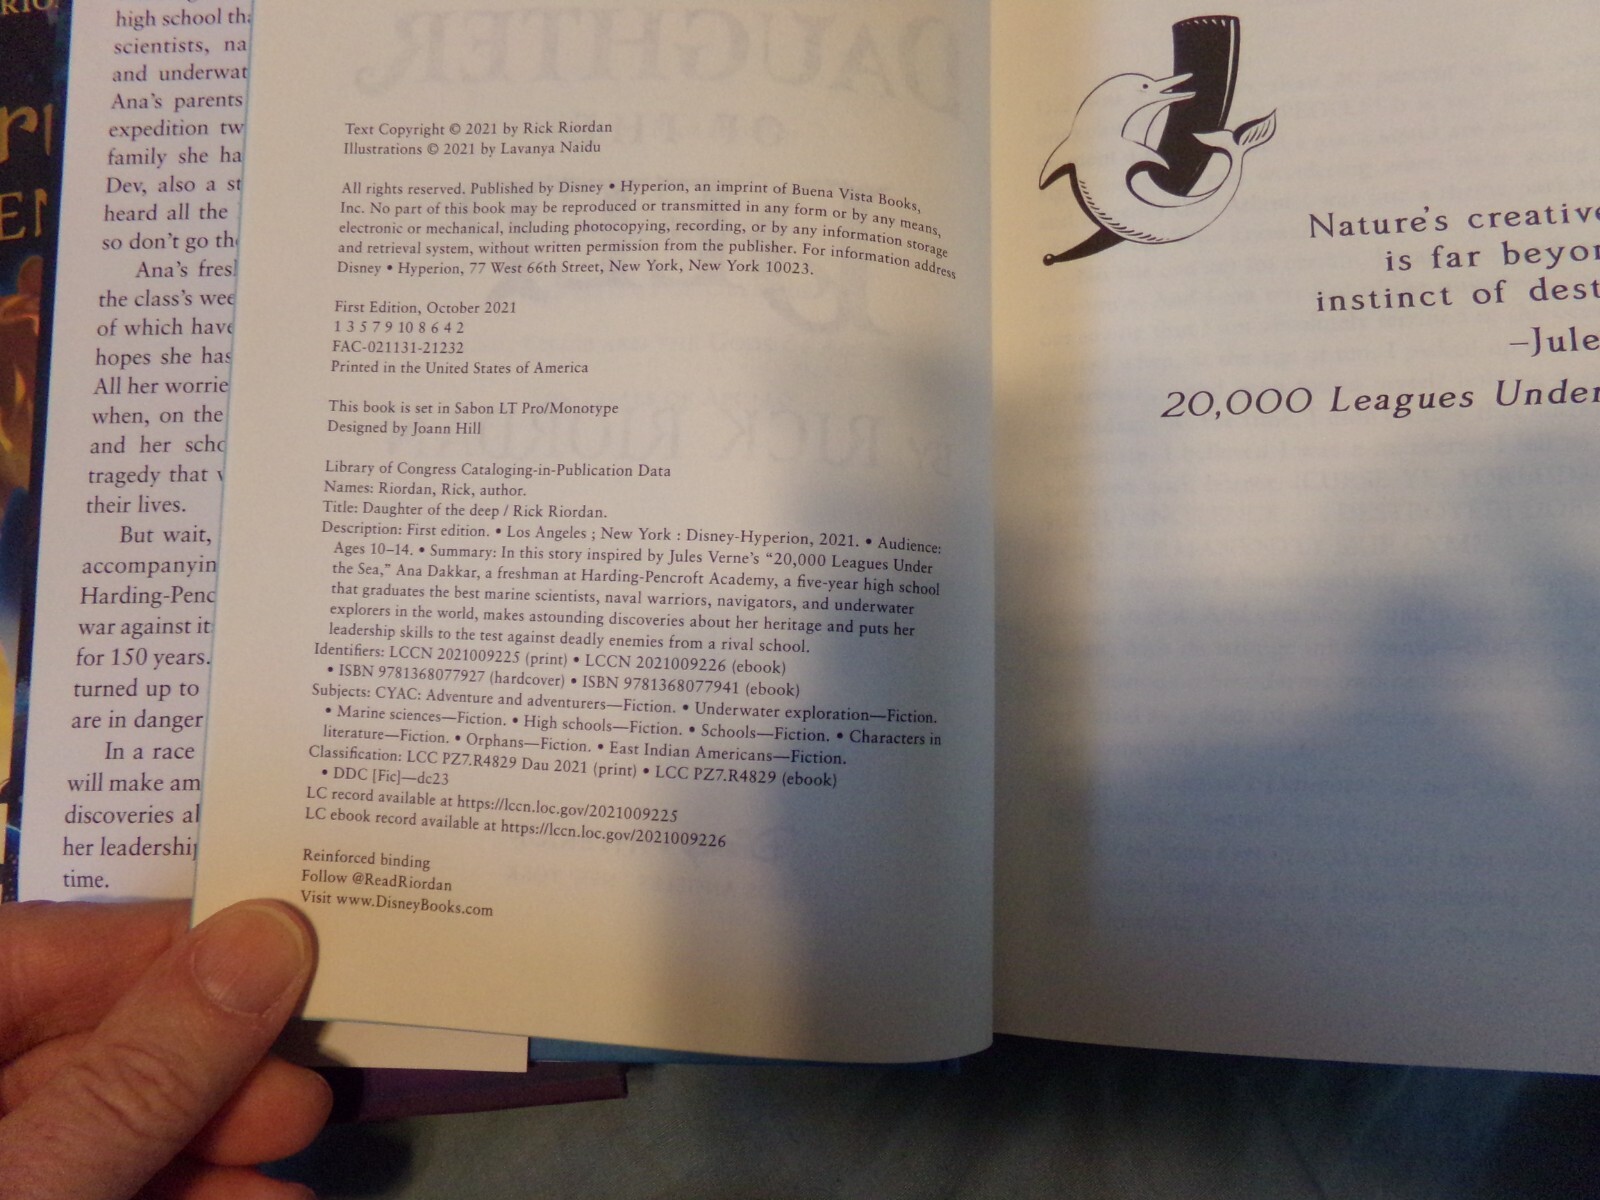 RIO
high school
scientists, na
and underwat
Ana's parents
expedition tw
family she ha
Dev, also a st
heard all the
so don't go the
Ana's fresh
the class's wee
of which have
hopes she has
All her worrie
when, on the
and her scho
tragedy that
their lives.
But wait,
accompanyin
Harding-Penc
war against it
for 150 years.
turned up to
are in danger
In a race
will make am
discoveries al
her leadership
time.
DAUGHTER
BY RICK RIORDAN
Text Copyright © 2021 by Rick Riordan
Illustrations © 2021 by Lavanya Naidu
All rights reserved. Published by Disney • Hyperion, an imprint of Buena Vista Books,
Inc. No part of this book may be reproduced or transmitted in any form or by any means,
electronic or mechanical, including photocopying, recording, or by any information storage
and retrieval system, without written permission from the publisher. For information address
Disney • Hyperion, 77 West 66th Street, New York, New York 10023.
First Edition, October 2021
1 3 5 7 9 10 8 6 4 2
FAC-021131-21232
Printed in the United States of America
This book is set in Sabon LT Pro/Monotype
Designed by Joann Hill
Library of Congress Cataloging-in-Publication Data
Names: Riordan, Rick, author.
Title: Daughter of the deep / Rick Riordan.
Description: First edition. • Los Angeles ; New York : Disney-Hyperion, 2021. • Audience:
Ages 10–14. • Summary: In this story inspired by Jules Verne's "20,000 Leagues Under
the Sea," Ana Dakkar, a freshman at Harding-Pencroft Academy, a five-year high school
that graduates the best marine scientists, naval warriors, navigators, and underwater
explorers in the world, makes astounding discoveries about her heritage and puts her
leadership skills to the test against deadly enemies from a rival school.
Identifiers: LCCN 2021009225 (print) • LCCN 2021009226 (ebook)
• ISBN 9781368077927 (hardcover) • ISBN 9781368077941 (ebook)
Subjects: CYAC: Adventure and adventurers—Fiction. • Underwater exploration—Fiction.
• Marine sciences—Fiction. • High schools—Fiction. • Schools—Fiction. • Characters in
literature—Fiction. • Orphans—Fiction. • East Indian Americans—Fiction.
Classification: LCC PZ7.R4829 Dau 2021 (print) • LCC PZ7.R4829 (ebook)
• DDC [Fic]—dc23
LC record available at https://lccn.loc.gov/2021009225
LC ebook record available at https://lccn.loc.gov/2021009226
Reinforced binding
Follow @ReadRiordan
Visit www.DisneyBooks.com
Nature's creative
is far beyon
instinct of dest
–Jule
20,000 Leagues Under